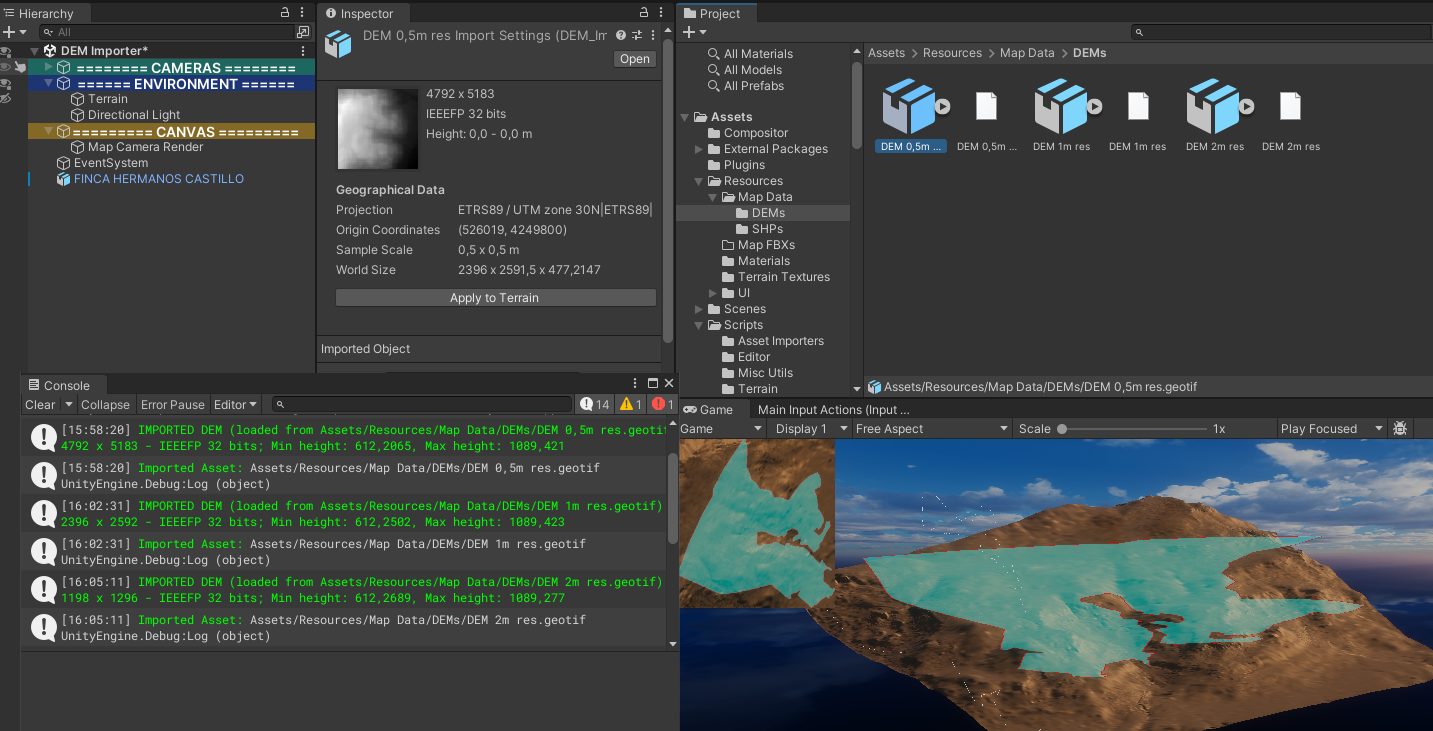 Hierarchy
All
DEM Importer*
======== CAMERAS ========
====== ENVIRONMENT ======
Terrain
Directional Light
========= CANVAS =========
Map Camera Render
EventSystem
FINCA HERMANOS CASTILLO
Inspector
DEM 0,5m res Import Settings (DEM_Im
Open
4792 x 5183
IEEEFP 32 bits
Height: 0,0 - 0,0 m
Geographical Data
Projection ETRS89 / UTM zone 30N|ETRS89|
Origin Coordinates (526019, 4249800)
Sample Scale 0,5 x 0,5 m
World Size 2396 x 2591,5 x 477,2147
Apply to Terrain
Imported Object
Project
All Materials
All Models
All Prefabs
Assets
Compositor
External Packages
Plugins
Resources
Map Data
DEMs
SHPs
Map FBXs
Materials
Terrain Textures
UI
Scenes
Scripts
Asset Importers
Editor
Misc Utils
Terrain
Assets > Resources > Map Data > DEMs
DEM 0,5m ... DEM 0,5m ... DEM 1m res DEM 1m res DEM 2m res DEM 2m res
Assets/Resources/Map Data/DEMs/DEM 0,5m res.geotif
Console
Clear Collapse Error Pause Editor 14 1 1
[15:58:20] IMPORTED DEM (loaded from Assets/Resources/Map Data/DEMs/DEM 0,5m res.geotif
4792 x 5183 - IEEEFP 32 bits; Min height: 612,2065, Max height: 1089,421
[15:58:20] Imported Asset: Assets/Resources/Map Data/DEMs/DEM 0,5m res.geotif
UnityEngine.Debug:Log (object)
[16:02:31] IMPORTED DEM (loaded from Assets/Resources/Map Data/DEMs/DEM 1m res.geotif)
2396 x 2592 - IEEEFP 32 bits; Min height: 612,2502, Max height: 1089,423
[16:02:31] Imported Asset: Assets/Resources/Map Data/DEMs/DEM 1m res.geotif
UnityEngine.Debug:Log (object)
[16:05:11] IMPORTED DEM (loaded from Assets/Resources/Map Data/DEMs/DEM 2m res.geotif)
1198 x 1296 - IEEEFP 32 bits; Min height: 612,2689, Max height: 1089,277
[16:05:11] Imported Asset: Assets/Resources/Map Data/DEMs/DEM 2m res.geotif
UnityEngine.Debug:Log (object)
Game Main Input Actions (Input ...
Game Display 1 Free Aspect Scale 1x Play Focused